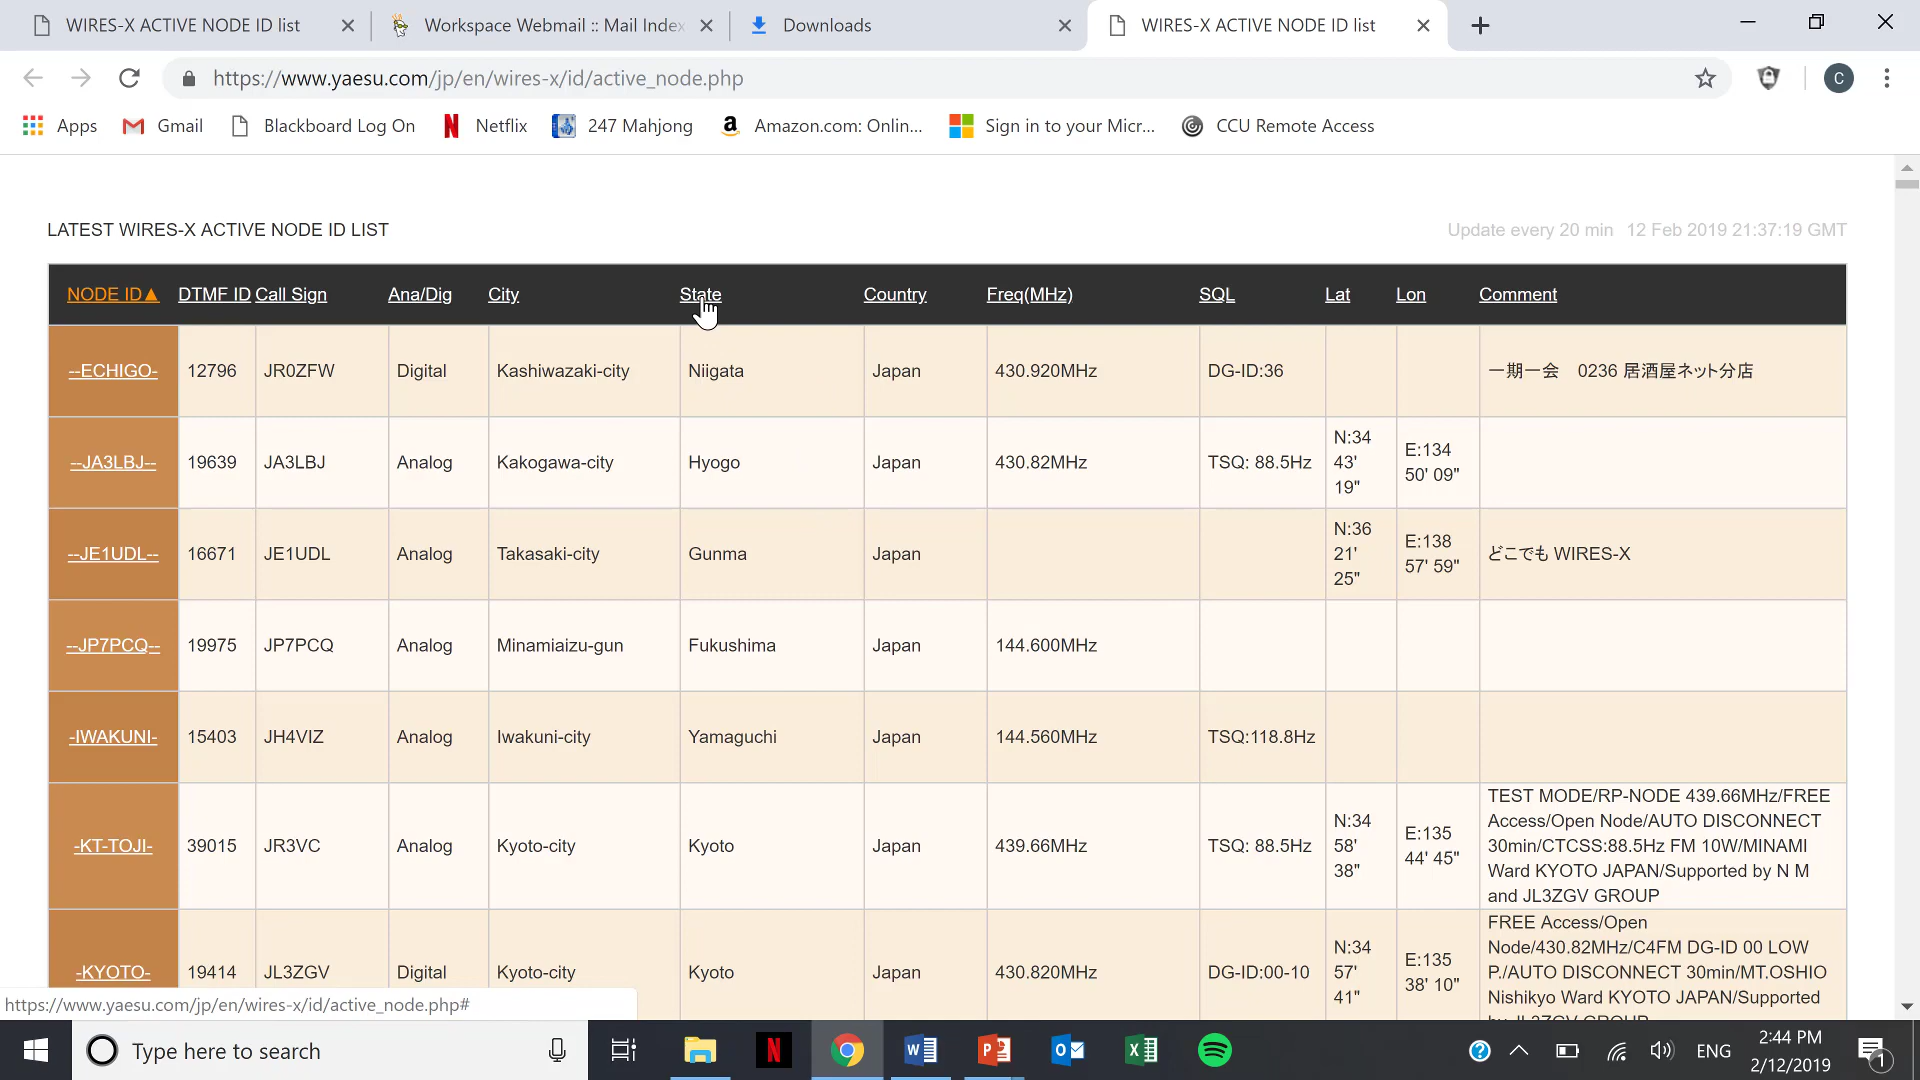 WIRES-X ACTIVE NODE ID list
Workspace Webmail :: Mail Index
Downloads
WIRES-X ACTIVE NODE ID list
https://www.yaesu.com/jp/en/wires-x/id/active_node.php
C
Apps
Gmail
Blackboard Log On
Netflix
247 Mahjong
Amazon.com: Onlin...
Sign in to your Micr...
CCU Remote Access
LATEST WIRES-X ACTIVE NODE ID LIST
Update every 20 min 12 Feb 2019 21:37:19 GMT
NODE ID▲ DTMF ID Call Sign Ana/Dig City State Country Freq(MHz) SQL Lat Lon Comment
--ECHIGO- 12796 JR0ZFW Digital Kashiwazaki-city Niigata Japan 430.920MHz DG-ID:36 一期一会 0236 居酒屋ネット分店
--JA3LBJ-- 19639 JA3LBJ Analog Kakogawa-city Hyogo Japan 430.82MHz TSQ: 88.5Hz
N:34
43'
19"
E:134
50' 09"
--JE1UDL-- 16671 JE1UDL Analog Takasaki-city Gunma Japan
N:36
21'
25"
E:138
57' 59"
どこでも WIRES-X
--JP7PCQ-- 19975 JP7PCQ Analog Minamiaizu-gun Fukushima Japan 144.600MHz
-IWAKUNI- 15403 JH4VIZ Analog Iwakuni-city Yamaguchi Japan 144.560MHz TSQ:118.8Hz
-KT-TOJI- 39015 JR3VC Analog Kyoto-city Kyoto Japan 439.66MHz TSQ: 88.5Hz
N:34
58'
38"
E:135
44' 45"
TEST MODE/RP-NODE 439.66MHz/FREE
Access/Open Node/AUTO DISCONNECT
30min/CTCSS:88.5Hz FM 10W/MINAMI
Ward KYOTO JAPAN/Supported by N M
and JL3ZGV GROUP
-KYOTO- 19414 JL3ZGV Digital Kyoto-city Kyoto Japan 430.820MHz DG-ID:00-10
N:34
57'
41"
E:135
38' 10"
FREE Access/Open
Node/430.82MHz/C4FM DG-ID 00 LOW
P./AUTO DISCONNECT 30min/MT.OSHIO
Nishikyo Ward KYOTO JAPAN/Supported
by JL3ZGV GROUP
https://www.yaesu.com/jp/en/wires-x/id/active_node.php#
Type here to search
ENG
2:44 PM
2/12/2019
1